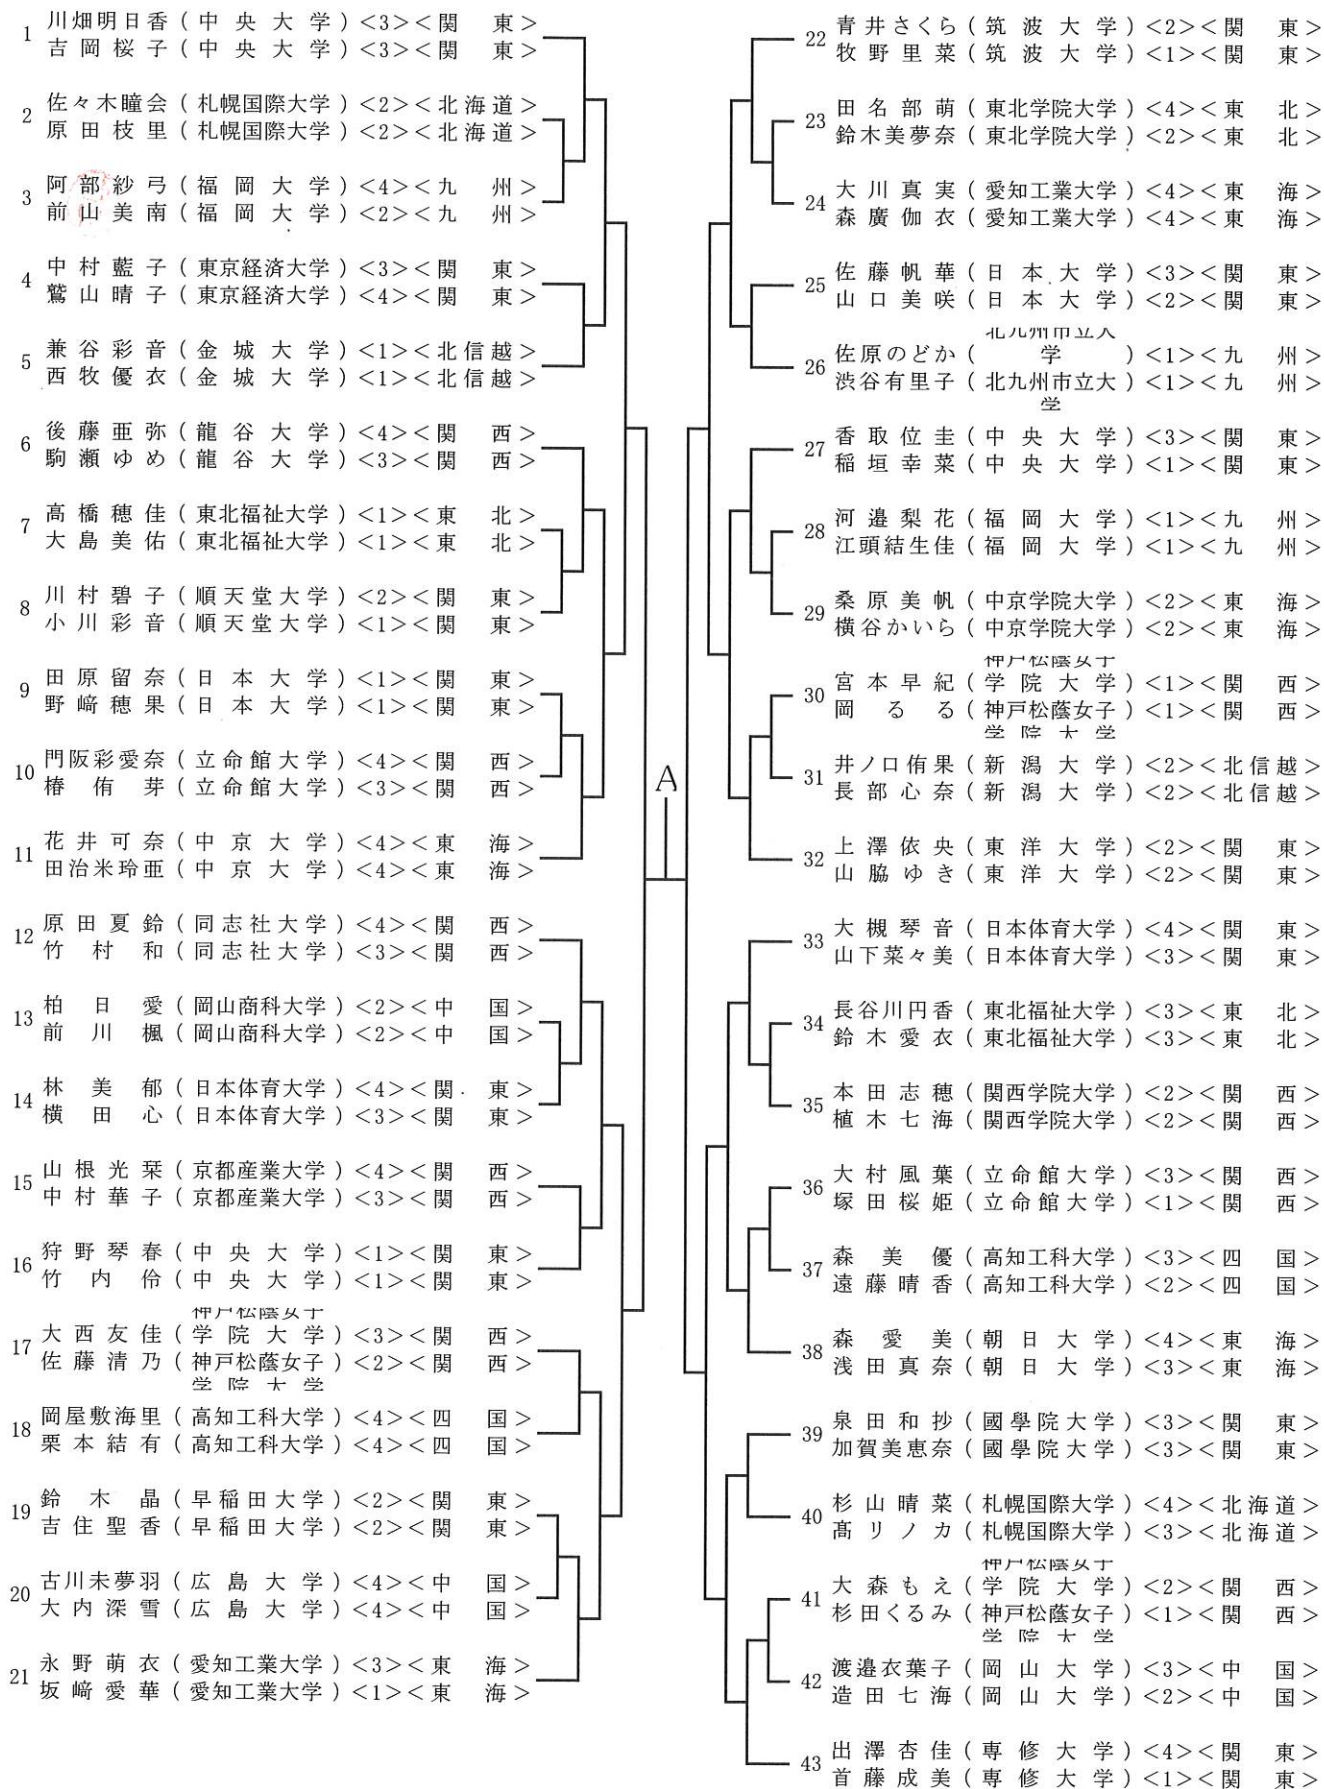 1 川畑明日香(中央大学)<3><関東>
吉岡桜子(中央大学)<3><関東>
2 佐々木瞳会(札幌国際大学)<2><北海道>
原田枝里(札幌国際大学)<2><北海道>
3 阿部紗弓(福岡大学)<4><九州>
前山美南(福岡大学)<2><九州>
4 中村藍子(東京経済大学)<3><関東>
鷲山晴子(東京経済大学)<4><関東>
5 兼谷彩音(金城大学)<1><北信越>
西牧優衣(金城大学)<1><北信越>
6 後藤亜弥(龍谷大学)<4><関西>
駒瀬ゆめ(龍谷大学)<3><関西>
7 高橋穂佳(東北福祉大学)<1><東北>
大島美佑(東北福祉大学)<1><東北>
8 川村碧子(順天堂大学)<2><関東>
小川彩音(順天堂大学)<1><関東>
9 田原留奈(日本大学)<1><関東>
野﨑穂果(日本大学)<1><関東>
10 門阪彩愛奈(立命館大学)<4><関西>
椿侑芽(立命館大学)<3><関西>
11 花井可奈(中京大学)<4><東海>
田治米玲亜(中京大学)<4><東海>
12 原田夏鈴(同志社大学)<4><関西>
竹村和(同志社大学)<3><関西>
13 柏日愛(岡山商科大学)<2><中国>
前川楓(岡山商科大学)<2><中国>
14 林美郁(日本体育大学)<4><関東>
横田心(日本体育大学)<3><関東>
15 山根光栞(京都産業大学)<4><関西>
中村華子(京都産業大学)<3><関西>
16 狩野琴春(中央大学)<1><関東>
竹内伶(中央大学)<1><関東>
神戸松蔭女子
17 大西友佳(学院大学)<3><関西>
佐藤清乃(神戸松蔭女子)<2><関西>
学院大学
18 岡屋敷海里(高知工科大学)<4><四国>
栗本結有(高知工科大学)<4><四国>
19 鈴木晶(早稲田大学)<2><関東>
吉住聖香(早稲田大学)<2><関東>
20 古川未夢羽(広島大学)<4><中国>
大内深雪(広島大学)<4><中国>
21 永野萌衣(愛知工業大学)<3><東海>
坂﨑愛華(愛知工業大学)<1><東海>
A
22 青井さくら(筑波大学)<2><関東>
牧野里菜(筑波大学)<1><関東>
23 田名部萌(東北学院大学)<4><東北>
鈴木美夢奈(東北学院大学)<2><東北>
24 大川真実(愛知工業大学)<4><東海>
森廣伽衣(愛知工業大学)<4><東海>
25 佐藤帆華(日本大学)<3><関東>
山口美咲(日本大学)<2><関東>
北九州市立大
26 佐原のどか(学)<1><九州>
渋谷有里子(北九州市立大)<1><九州>
学
27 香取位圭(中央大学)<3><関東>
稲垣幸菜(中央大学)<1><関東>
28 河邉梨花(福岡大学)<1><九州>
江頭結生佳(福岡大学)<1><九州>
29 桑原美帆(中京学院大学)<2><東海>
横谷かいら(中京学院大学)<2><東海>
神戸松蔭女子
30 宮本早紀(学院大学)<1><関西>
岡るる(神戸松蔭女子)<1><関西>
学院大学
31 井ノ口侑果(新潟大学)<2><北信越>
長部心奈(新潟大学)<2><北信越>
32 上澤依央(東洋大学)<2><関東>
山脇ゆき(東洋大学)<2><関東>
33 大槻琴音(日本体育大学)<4><関東>
山下菜々美(日本体育大学)<3><関東>
34 長谷川円香(東北福祉大学)<3><東北>
鈴木愛衣(東北福祉大学)<3><東北>
35 本田志穂(関西学院大学)<2><関西>
植木七海(関西学院大学)<2><関西>
36 大村風葉(立命館大学)<3><関西>
塚田桜姫(立命館大学)<1><関西>
37 森美優(高知工科大学)<3><四国>
遠藤晴香(高知工科大学)<2><四国>
38 森愛美(朝日大学)<4><東海>
浅田真奈(朝日大学)<3><東海>
39 泉田和抄(國學院大学)<3><関東>
加賀美恵奈(國學院大学)<3><関東>
40 杉山晴菜(札幌国際大学)<4><北海道>
髙リノカ(札幌国際大学)<3><北海道>
神戸松蔭女子
41 大森もえ(学院大学)<2><関西>
杉田くるみ(神戸松蔭女子)<1><関西>
学院大学
42 渡邉衣葉子(岡山大学)<3><中国>
造田七海(岡山大学)<2><中国>
43 出澤杏佳(専修大学)<4><関東>
首藤成美(専修大学)<1><関東>